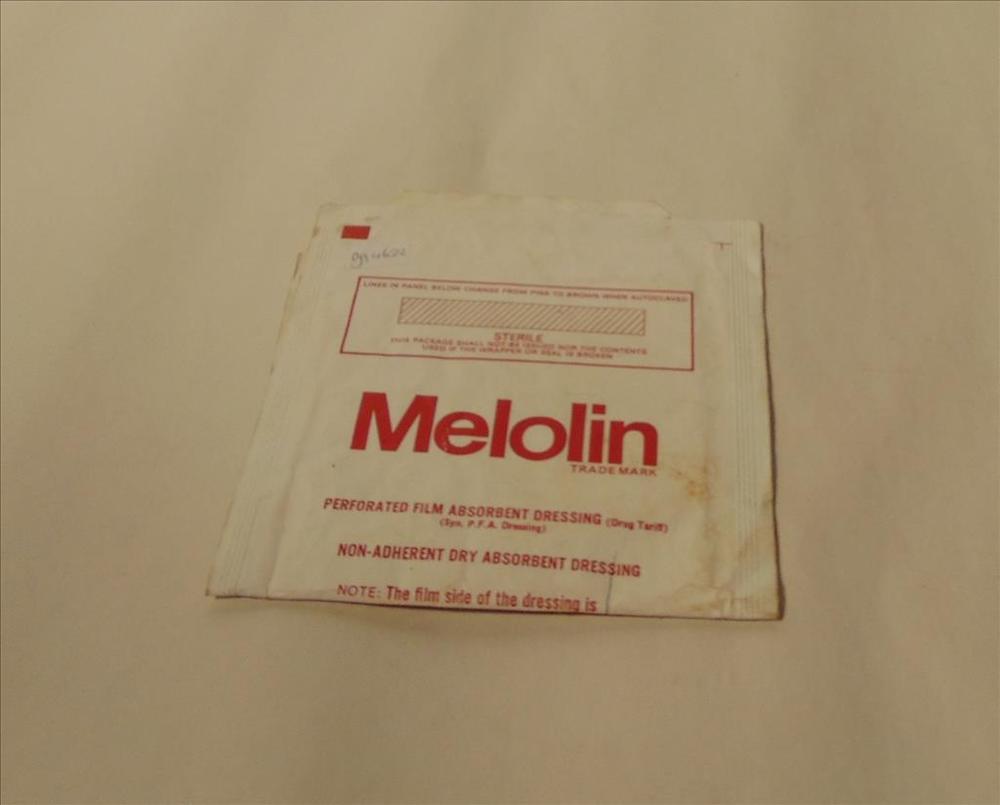 LINES IN PANEL BELOW CHANGE FROM PINK TO BROWN WHEN AUTOCLAVED
STERILE
THIS PACKAGE SHALL NOT BE ISSUED NOR THE CONTENTS
USED IF THE WRAPPER OR SEAL IS BROKEN
Melolin
TRADE MARK
PERFORATED FILM ABSORBENT DRESSING (Drug Tariff)
(Syn. P.F.A. Dressing)
NON-ADHERENT DRY ABSORBENT DRESSING
NOTE: The film side of the dressing is